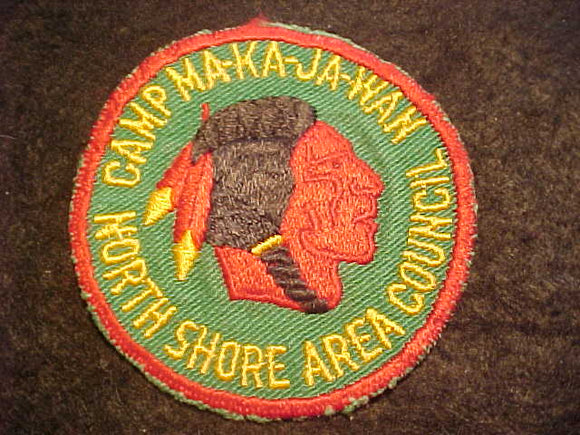 CAMP MA-KA-JA-WAN
NORTH SHORE AREA COUNCIL